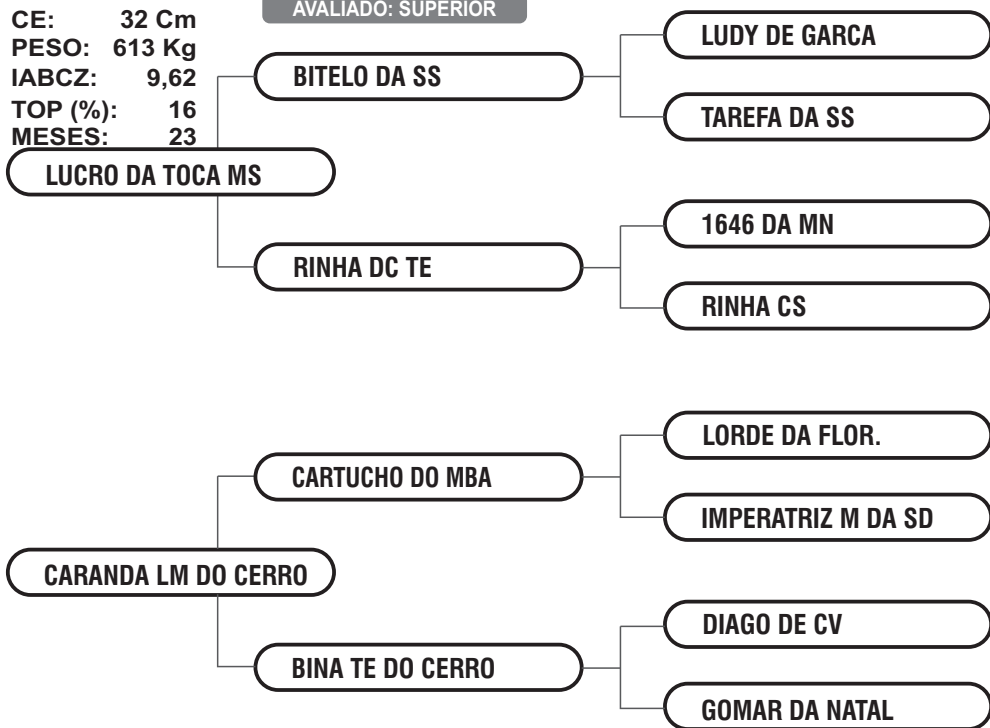 CE: 32 Cm
AVALIADO: SUPERIOR
PESO: 613 Kg
IABCZ: 9,62
TOP (%): 16
MESES: 23
LUCRO DA TOCA MS
BITELO DA SS
LUDY DE GARCA
TAREFA DA SS
RINHA DC TE
1646 DA MN
RINHA CS
CARANDA LM DO CERRO
CARTUCHO DO MBA
LORDE DA FLOR.
IMPERATRIZ M DA SD
BINA TE DO CERRO
DIAGO DE CV
GOMAR DA NATAL